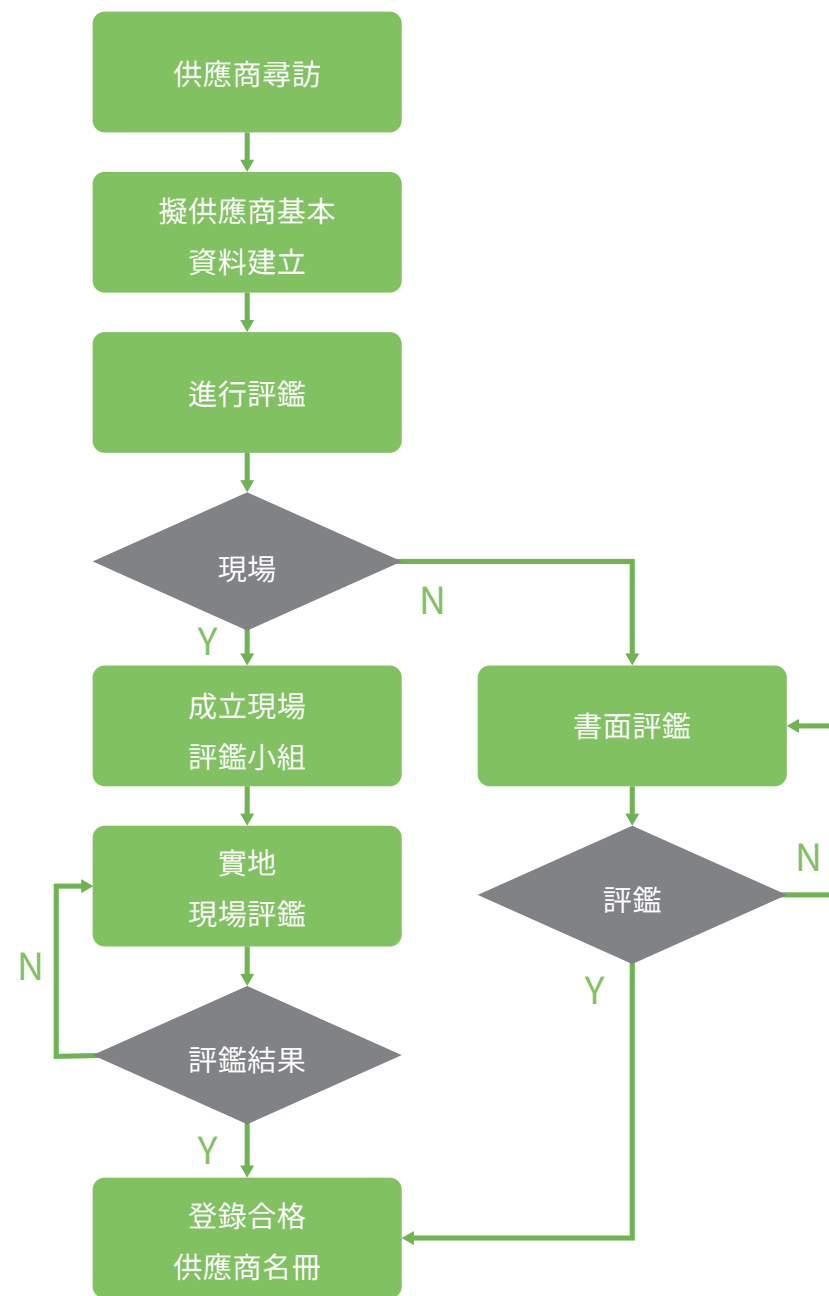 供應商尋訪
擬供應商基本
資料建立
進行評鑑
現場
N
Y
成立現場
評鑑小組
書面評鑑
實地
現場評鑑
評鑑
N
N
Y
評鑑結果
Y
登錄合格
供應商名冊